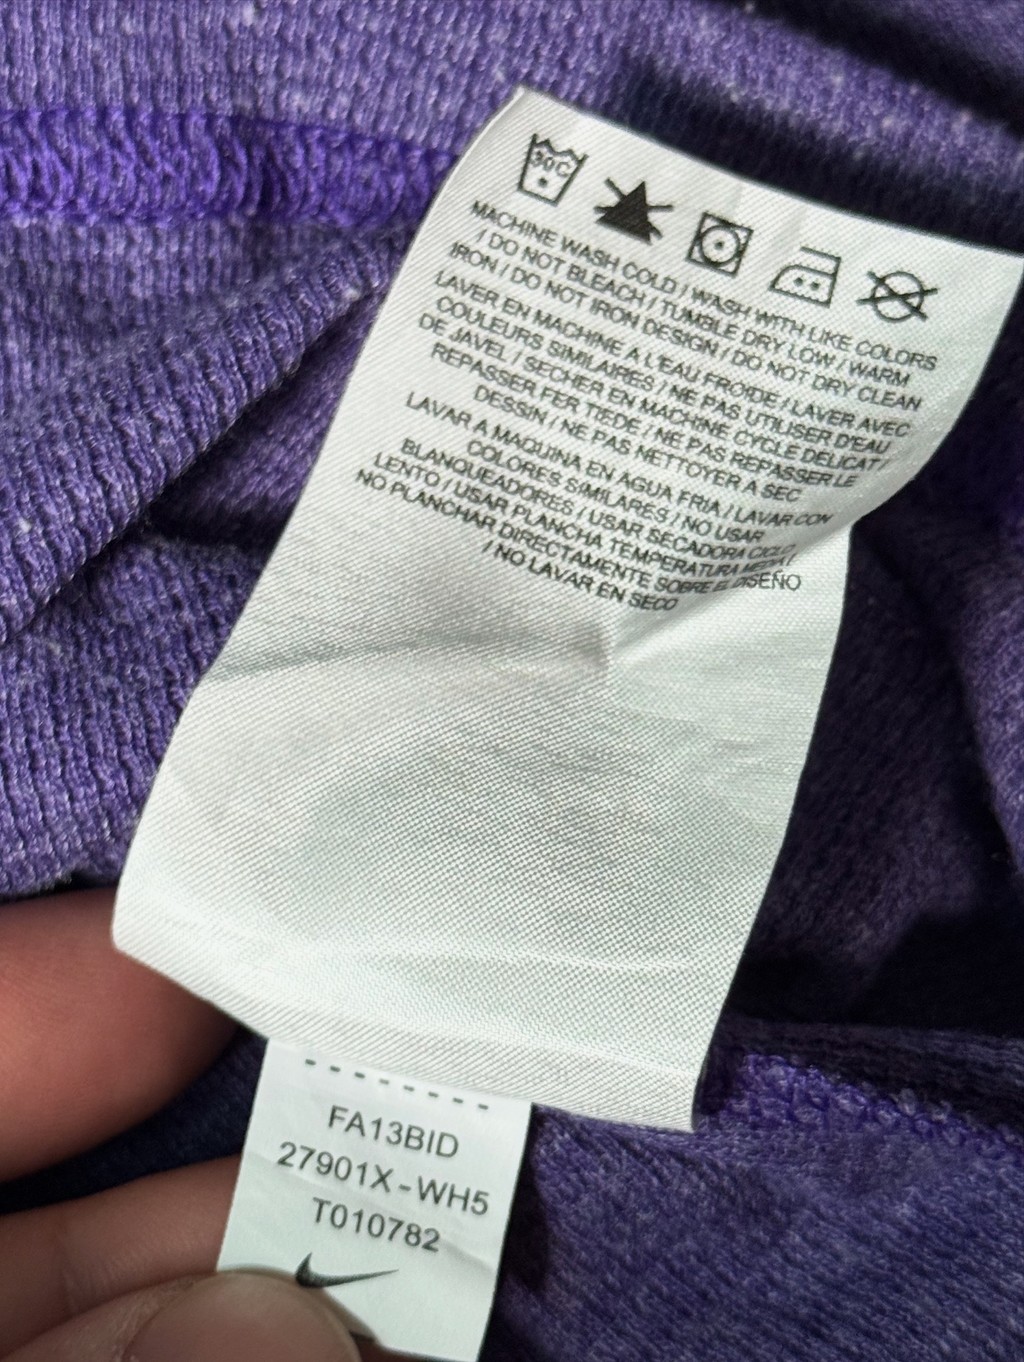 30C
MACHINE WASH COLD / WASH WITH LIKE COLORS
/ DO NOT BLEACH / TUMBLE DRY LOW / WARM
IRON / DO NOT IRON DESIGN / DO NOT DRY CLEAN
LAVER EN MACHINE A L'EAU FROIDE / LAVER AVEC
COULEURS SIMILAIRES / NE PAS UTILISER D'EAU
DE JAVEL / SECHER EN MACHINE CYCLE DELICAT /
REPASSER FER TIEDE / NE PAS REPASSER LE
DESSIN / NE PAS NETTOYER A SEC
LAVAR A MAQUINA EN AGUA FRIA / LAVAR CON
COLORES SIMILARES / NO USAR
BLANQUEADORES / USAR SECADORA CICLO
LENTO / USAR PLANCHA TEMPERATURA MEDIA /
NO PLANCHAR DIRECTAMENTE SOBRE EL DISEÑO
/ NO LAVAR EN SECO
FA13BID
27901X-WH5
T010782